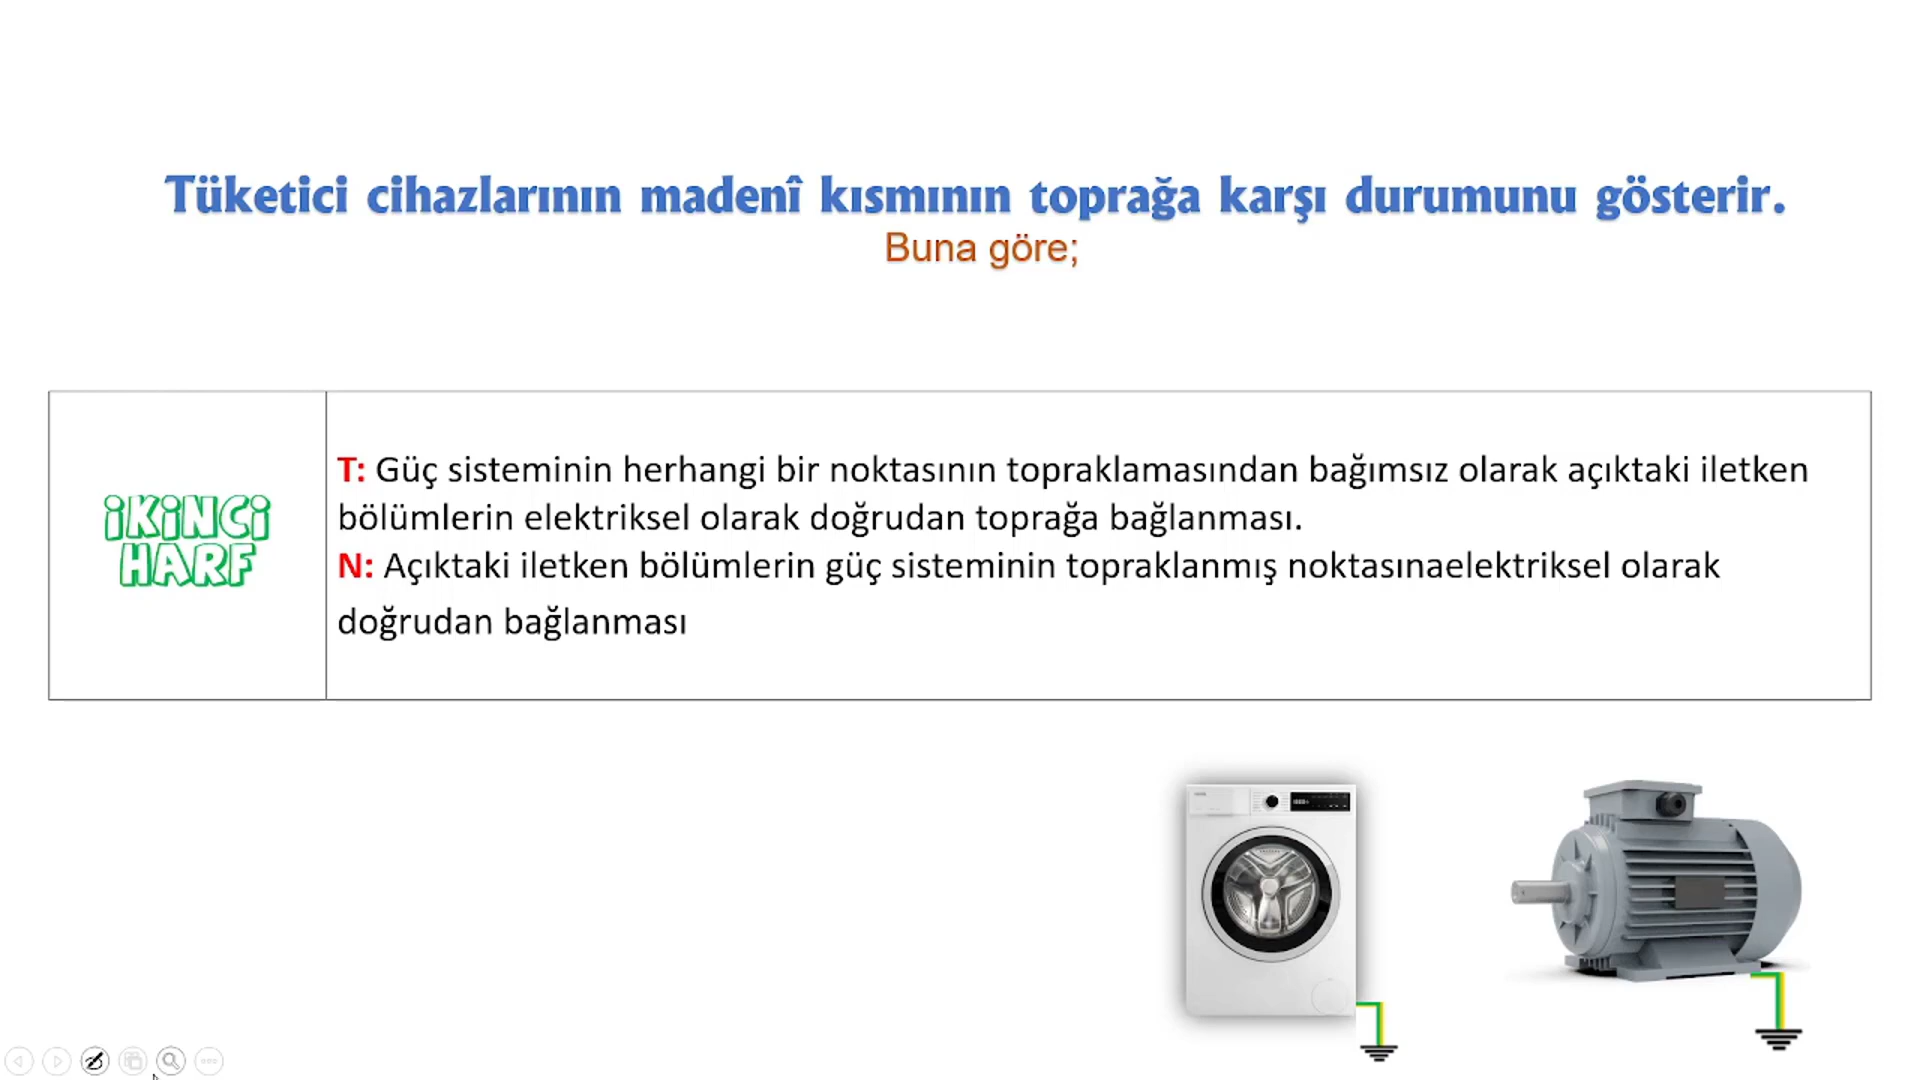 Tüketici cihazlarının madenî kısmının toprağa karşı durumunu gösterir.
Buna göre;
İKİNCİ
HARF
T: Güç sisteminin herhangi bir noktasının topraklamasından bağımsız olarak açıktaki iletken
bölümlerin elektriksel olarak doğrudan toprağa bağlanması.
N: Açıktaki iletken bölümlerin güç sisteminin topraklanmış noktasınaelektriksel olarak
doğrudan bağlanması